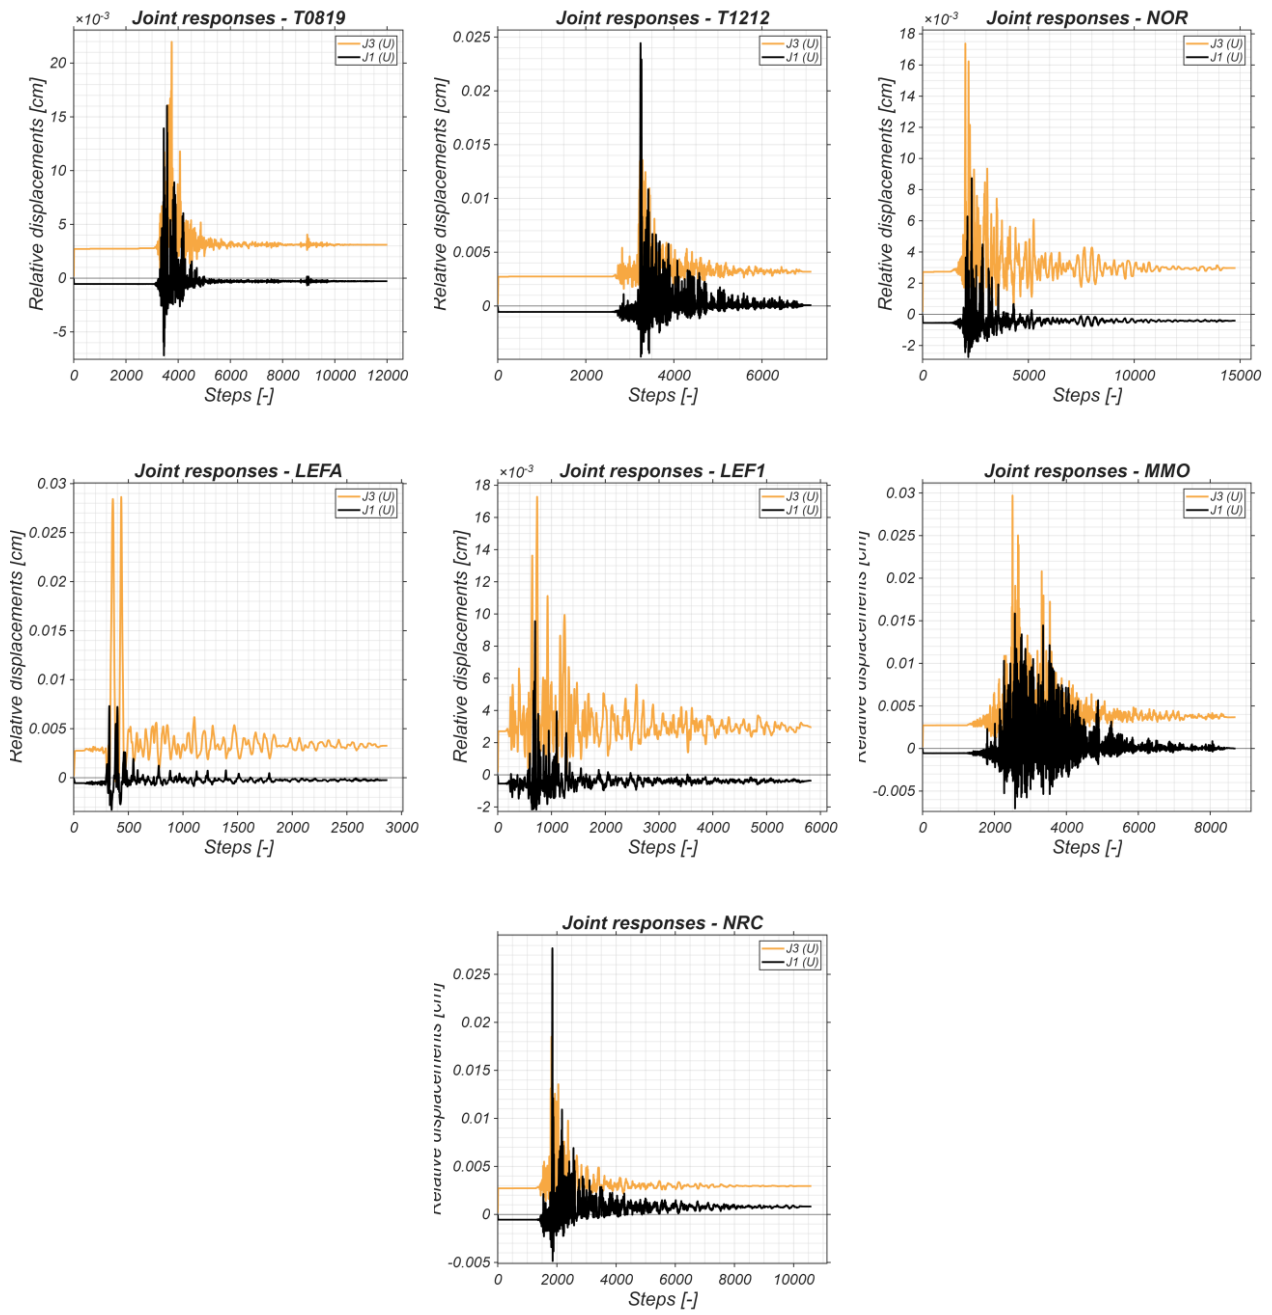 Joint responses - T0819
×10-3
J3 (U)
J1 (U)
20
15
10
5
0
-5
Relative displacements [cm]
0 2000 4000 6000 8000 10000 12000
Steps [-]
Joint responses - T1212
J3 (U)
J1 (U)
0.025
0.02
0.015
0.01
0.005
0
Relative displacements [cm]
0 2000 4000 6000
Steps [-]
Joint responses - NOR
×10-3
J3 (U)
J1 (U)
18
16
14
12
10
8
6
4
2
0
-2
Relative displacements [cm]
0 5000 10000 15000
Steps [-]
Joint responses - LEFA
J3 (U)
J1 (U)
0.03
0.025
0.02
0.015
0.01
0.005
0
Relative displacements [cm]
0 500 1000 1500 2000 2500 3000
Steps [-]
Joint responses - LEF1
×10-3
J3 (U)
J1 (U)
18
16
14
12
10
8
6
4
2
0
-2
Relative displacements [cm]
0 1000 2000 3000 4000 5000 6000
Steps [-]
Joint responses - MMO
J3 (U)
J1 (U)
0.03
0.025
0.02
0.015
0.01
0.005
0
-0.005
Relative displacements [cm]
0 2000 4000 6000 8000
Steps [-]
Joint responses - NRC
J3 (U)
J1 (U)
0.025
0.02
0.015
0.01
0.005
0
-0.005
Relative displacements [cm]
0 2000 4000 6000 8000 10000
Steps [-]